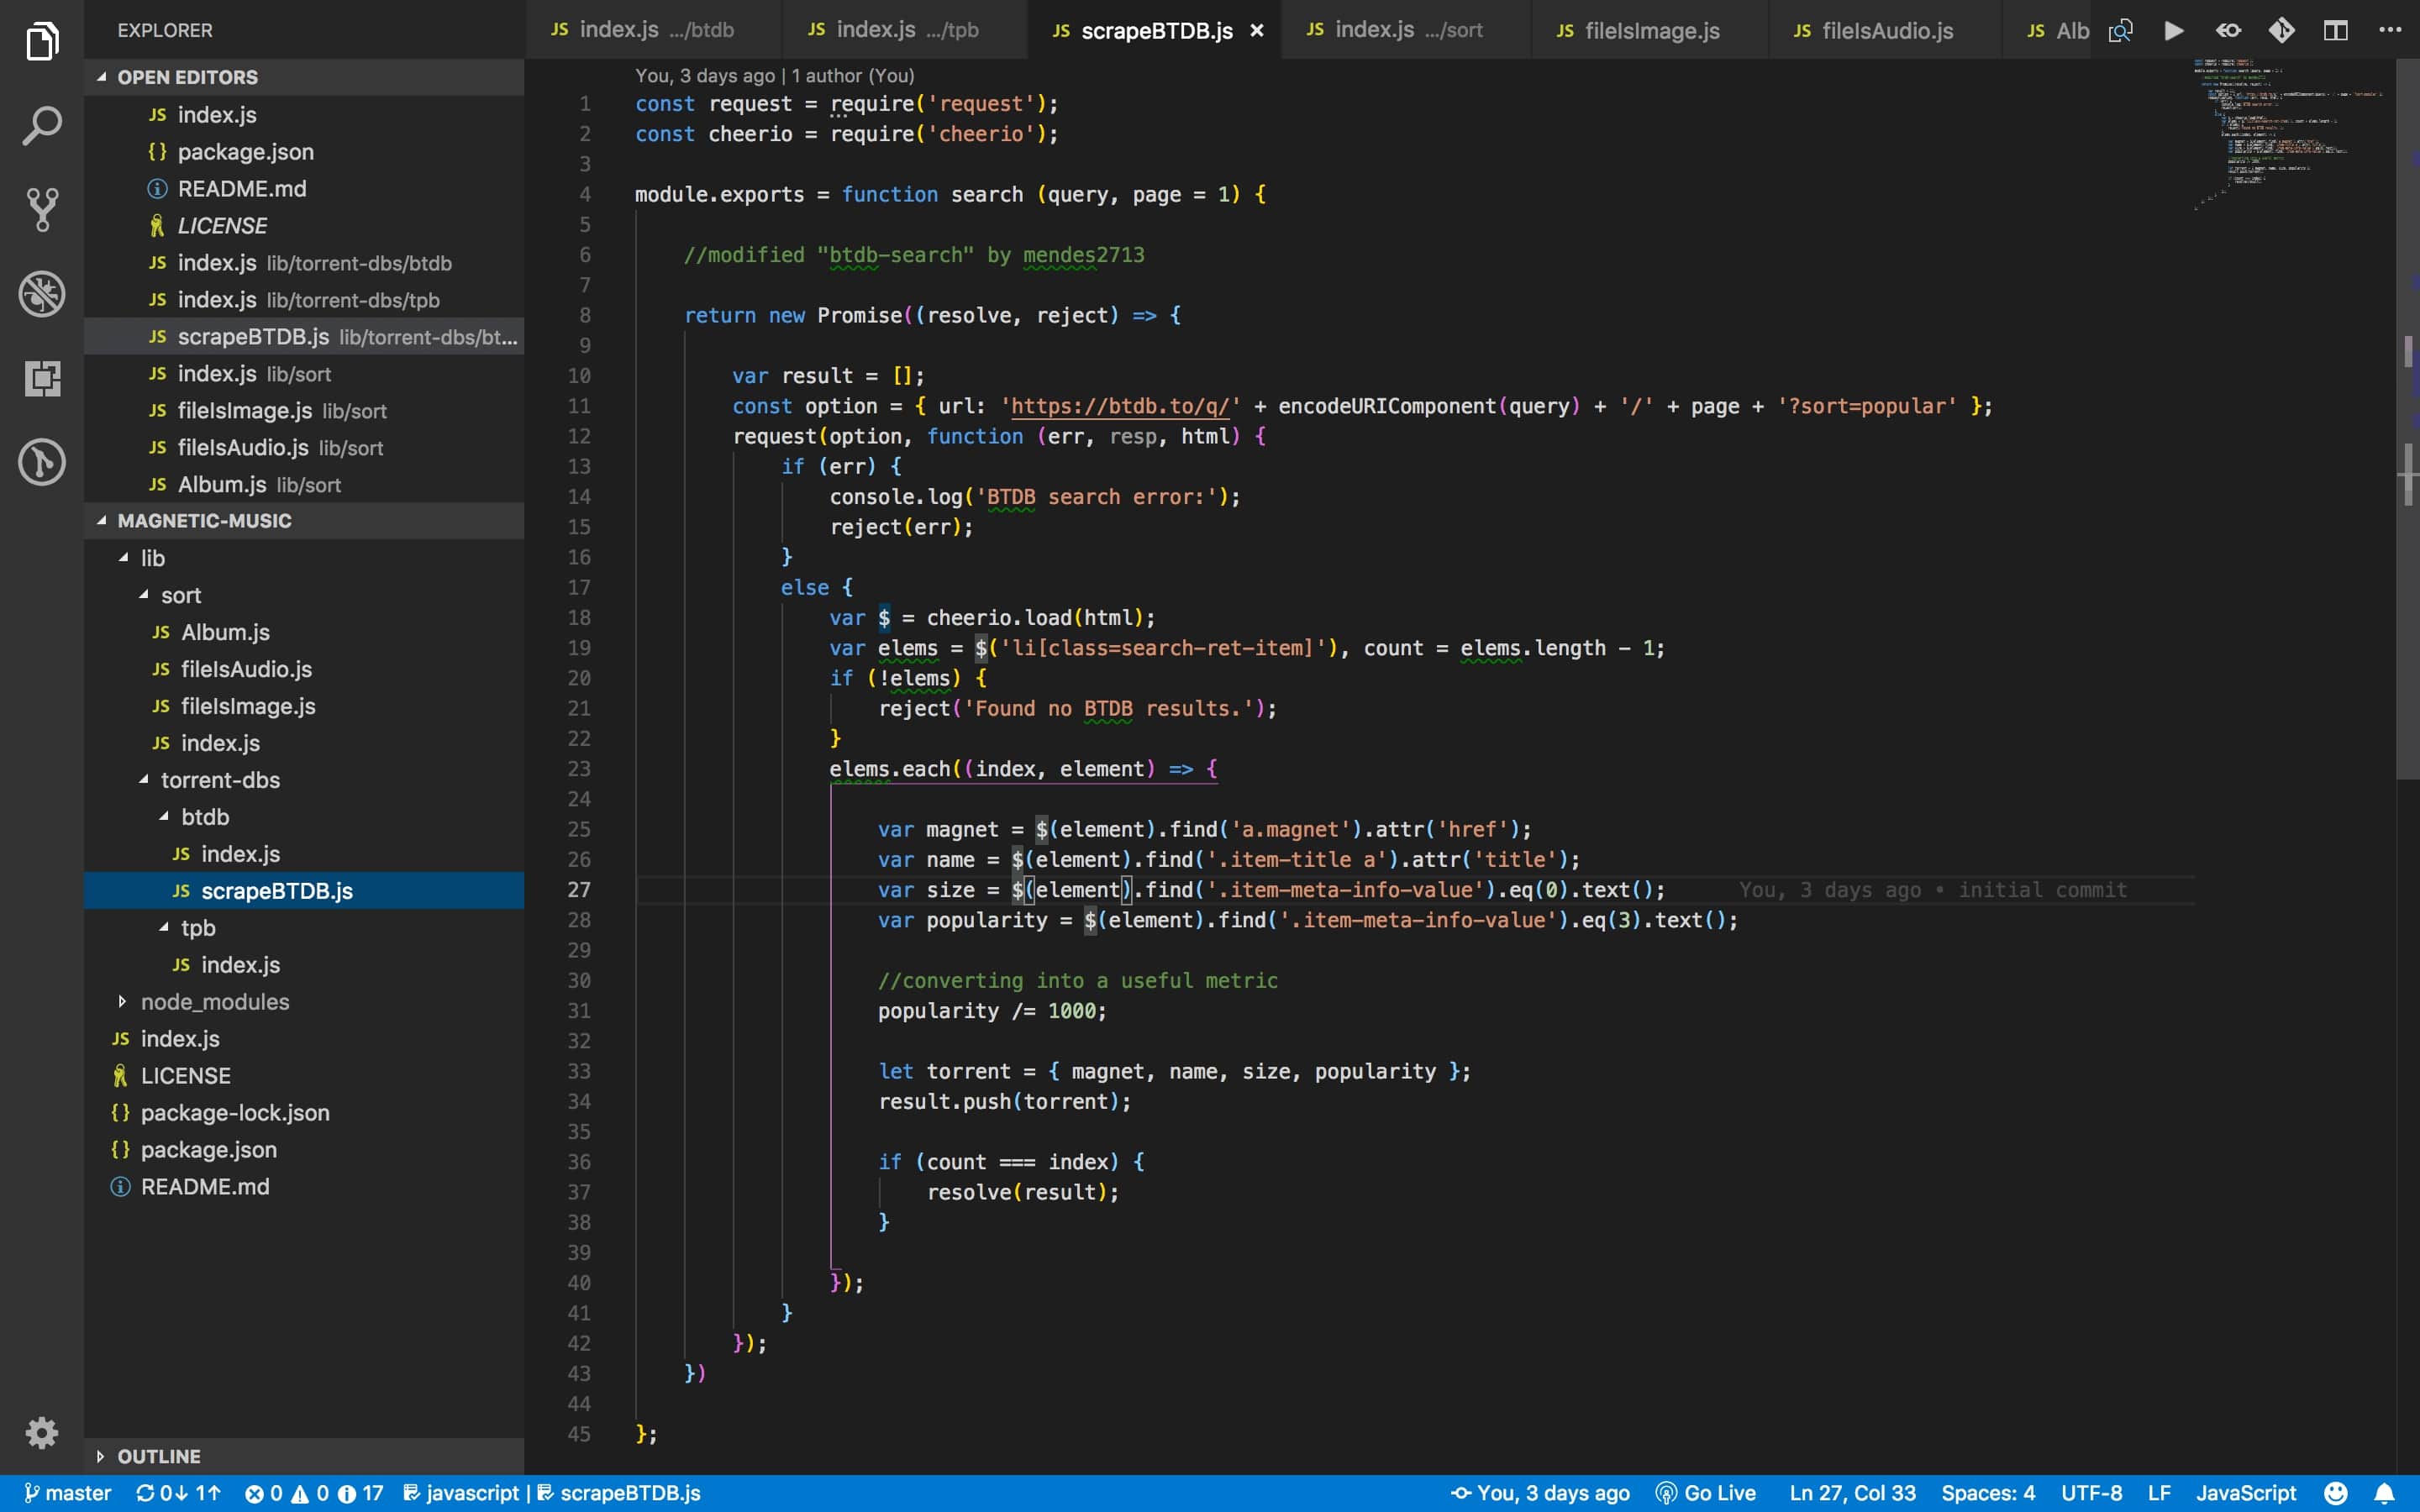 EXPLORER
OPEN EDITORS
JS index.js
{} package.json
README.md
LICENSE
JS index.js lib/torrent-dbs/btdb
JS index.js lib/torrent-dbs/tpb
JS scrapeBTDB.js lib/torrent-dbs/bt...
JS index.js lib/sort
JS fileIsImage.js lib/sort
JS fileIsAudio.js lib/sort
JS Album.js lib/sort
MAGNETIC-MUSIC
lib
sort
JS Album.js
JS fileIsAudio.js
JS fileIsImage.js
JS index.js
torrent-dbs
btdb
JS index.js
JS scrapeBTDB.js
tpb
JS index.js
node_modules
JS index.js
LICENSE
{} package-lock.json
{} package.json
README.md
OUTLINE
JS index.js .../btdb JS index.js .../tpb JS scrapeBTDB.js × JS index.js .../sort JS fileIsImage.js JS fileIsAudio.js JS Alb
You, 3 days ago | 1 author (You)
1 const request = require('request');
2 const cheerio = require('cheerio');
3
4 module.exports = function search (query, page = 1) {
5
6 //modified "btdb-search" by mendes2713
7
8 return new Promise((resolve, reject) => {
9
10 var result = [];
11 const option = { url: 'https://btdb.to/q/' + encodeURIComponent(query) + '/' + page + '?sort=popular' };
12 request(option, function (err, resp, html) {
13 if (err) {
14 console.log('BTDB search error:');
15 reject(err);
16 }
17 else {
18 var $ = cheerio.load(html);
19 var elems = $('li[class=search-ret-item]'), count = elems.length - 1;
20 if (!elems) {
21 reject('Found no BTDB results.');
22 }
23 elems.each((index, element) => {
24
25 var magnet = $(element).find('a.magnet').attr('href');
26 var name = $(element).find('.item-title a').attr('title');
27 var size = $(element).find('.item-meta-info-value').eq(0).text(); You, 3 days ago • initial commit
28 var popularity = $(element).find('.item-meta-info-value').eq(3).text();
29
30 //converting into a useful metric
31 popularity /= 1000;
32
33 let torrent = { magnet, name, size, popularity };
34 result.push(torrent);
35
36 if (count === index) {
37 resolve(result);
38 }
39
40 });
41 }
42 });
43 })
44
45 };
master 0↓ 1↑ 0 0 17 javascript | scrapeBTDB.js You, 3 days ago Go Live Ln 27, Col 33 Spaces: 4 UTF-8 LF JavaScript